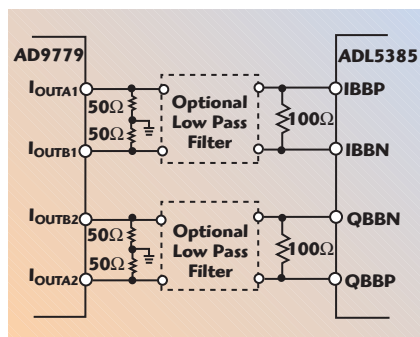 AD9779
ADL5385
IOUTA1
IBBP
50Ω
Optional
Low Pass
Filter
100Ω
50Ω
IOUTB1
IBBN
IOUTB2
QBBN
50Ω
Optional
Low Pass
Filter
100Ω
50Ω
IOUTA2
QBBP